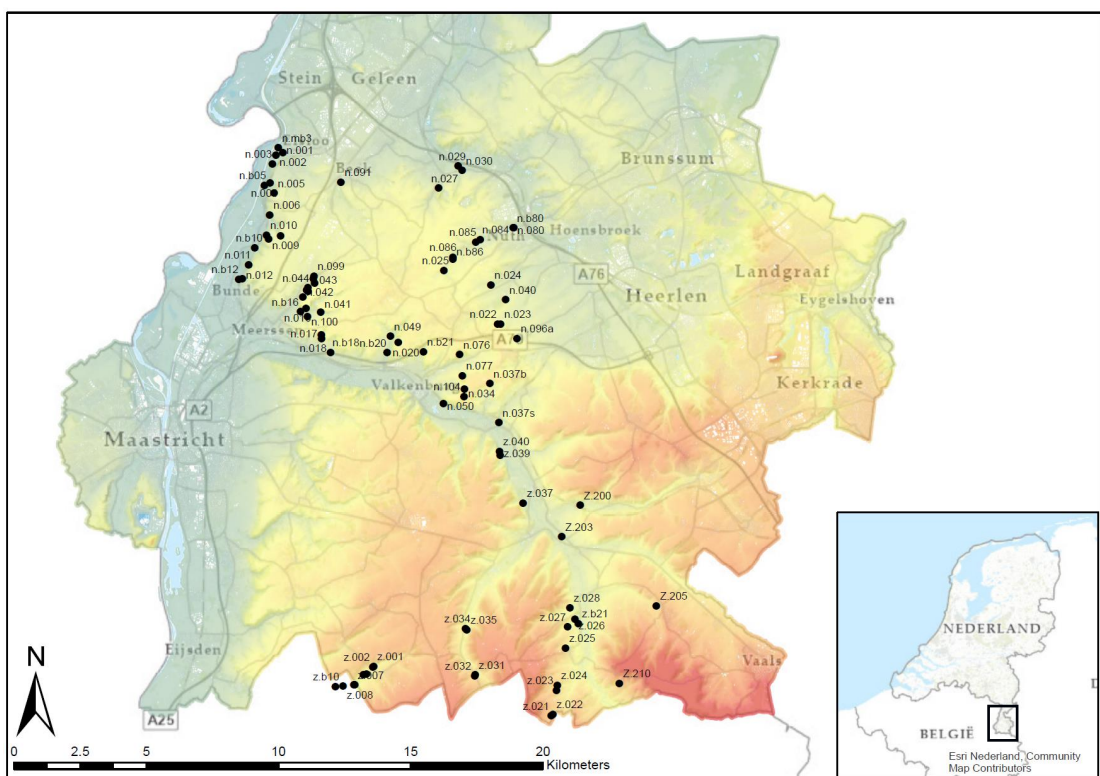 Stein
Geleen
n.mb3
n.003
n.001
n.002
n.b05
n.005
n.006
n.010
n.b10
n.009
n.011
n.b12
n.012
Bunde
n.091
n.029
n.030
n.027
Brunssum
n.b80
n.080
n.085
n.084
Nuth
Hoensbroek
n.086
n.b86
n.025
n.024
n.040
A76
Landgraaf
Eygelshoven
Heerlen
n.099
n.044
n.043
n.042
n.b16
n.041
n.100
Meerssen
n.017
n.018
n.b18
n.b20
n.049
n.020
n.b21
n.022
n.023
n.096a
n.076
n.077
n.037b
n.104
n.034
n.050
Valkenburg
Kerkrade
A2
Maastricht
n.037s
z.040
z.039
z.037
Z.200
Z.203
z.028
z.b21
z.027
z.026
z.025
Z.205
z.034
z.035
z.032
z.031
z.002
z.001
z.007
z.b10
z.008
z.023
z.024
z.021
z.022
Z.210
Eijsden
Vaals
A25
N
0 2.5 5 10 15 20
Kilometers
NEDERLAND
BELGIË
D
Esri Nederland, Community
Map Contributors